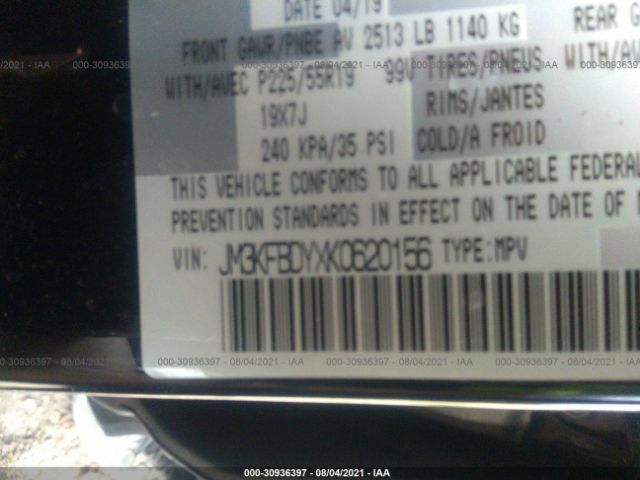 DATE 04/19
FRONT GAWR/PNBE AV 2513 LB 1140 KG
REAR G
WITH/AVEC P225/55R19 99V TIRES/PNEUS
WITH/AVE
19X7J RIMS/JANTES
240 KPA/35 PSI COLD/A FROID
THIS VEHICLE CONFORMS TO ALL APPLICABLE FEDERAL
PREVENTION STANDARDS IN EFFECT ON THE DATE OF M
VIN: JM3KFBDYXK0620156 TYPE:MPV
000-30936397 - 08/04/2021 - IAA